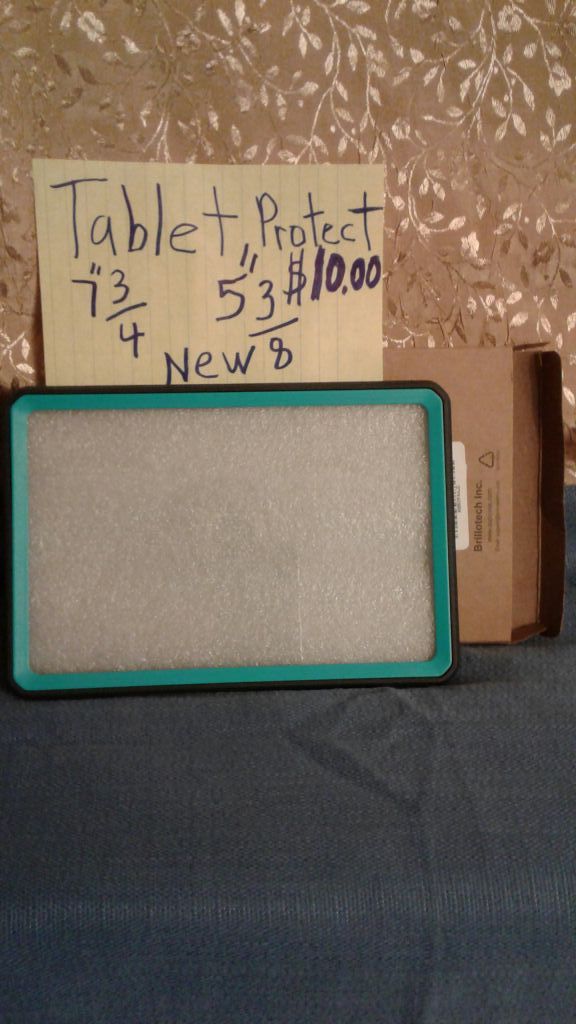 Tablet, Protect
7" 3/4 5" 3/8 $10.00
New
Brillotech Inc.